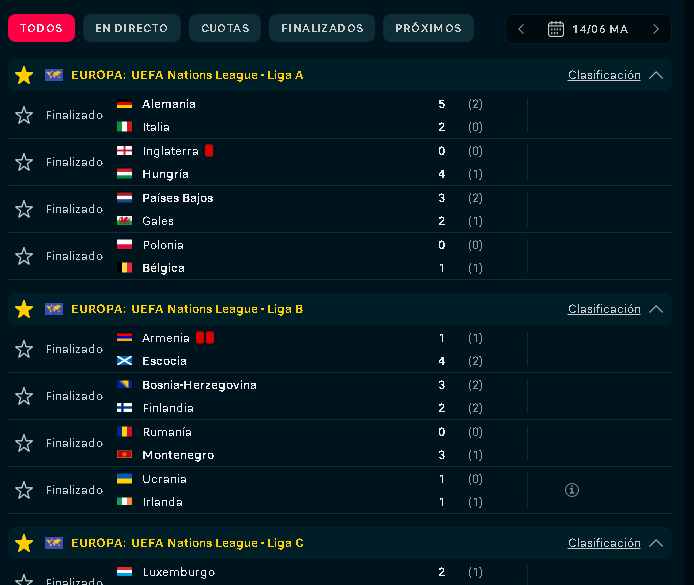 TODOS EN DIRECTO CUOTAS FINALIZADOS PRÓXIMOS 14/06 MA
EUROPA: UEFA Nations League - Liga A Clasificación
Finalizado
Alemania 5 (2)
Italia 2 (0)
Finalizado
Inglaterra 0 (0)
Hungría 4 (1)
Finalizado
Países Bajos 3 (2)
Gales 2 (1)
Finalizado
Polonia 0 (0)
Bélgica 1 (1)
EUROPA: UEFA Nations League - Liga B Clasificación
Finalizado
Armenia 1 (1)
Escocia 4 (2)
Finalizado
Bosnia-Herzegovina 3 (2)
Finlandia 2 (2)
Finalizado
Rumanía 0 (0)
Montenegro 3 (1)
Finalizado
Ucrania 1 (0)
Irlanda 1 (1)
EUROPA: UEFA Nations League - Liga C Clasificación
Luxemburgo 2 (1)
Finalizado